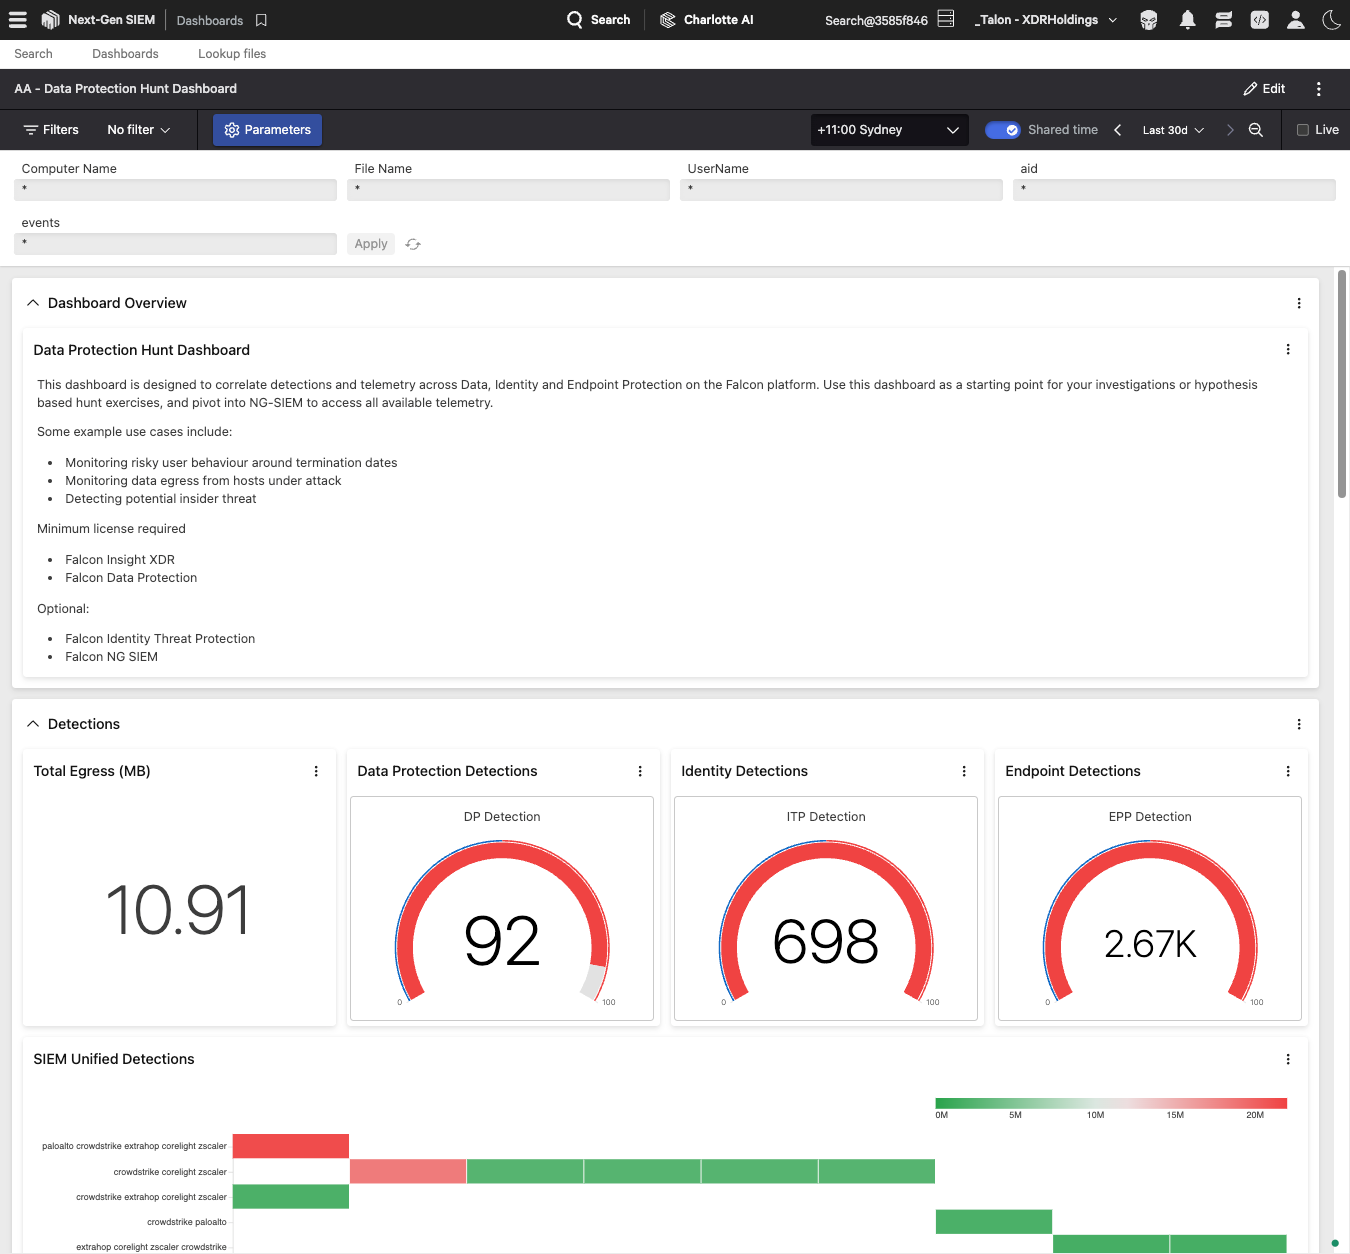 Next-Gen SIEM
Dashboards
Search
Charlotte AI
Search@3585f846
_Talon - XDRHoldings
Search
Dashboards
Lookup files
AA - Data Protection Hunt Dashboard
Edit
Filters
No filter
Parameters
+11:00 Sydney
Shared time
Last 30d
Live
Computer Name
File Name
UserName
aid
*
*
*
*
events
*
Apply
Dashboard Overview
Data Protection Hunt Dashboard
This dashboard is designed to correlate detections and telemetry across Data, Identity and Endpoint Protection on the Falcon platform. Use this dashboard as a starting point for your investigations or hypothesis
based hunt exercises, and pivot into NG-SIEM to access all available telemetry.
Some example use cases include:
• Monitoring risky user behaviour around termination dates
• Monitoring data egress from hosts under attack
• Detecting potential insider threat
Minimum license required
• Falcon Insight XDR
• Falcon Data Protection
Optional:
• Falcon Identity Threat Protection
• Falcon NG SIEM
Detections
Total Egress (MB)
10.91
Data Protection Detections
DP Detection
92
0
100
Identity Detections
ITP Detection
698
0
100
Endpoint Detections
EPP Detection
2.67K
0
100
SIEM Unified Detections
0M
5M
10M
15M
20M
paloalto crowdstrike extrahop corelight zscaler
crowdstrike corelight zscaler
crowdstrike extrahop corelight zscaler
crowdstrike paloalto
extrahop corelight zscaler crowdstrike